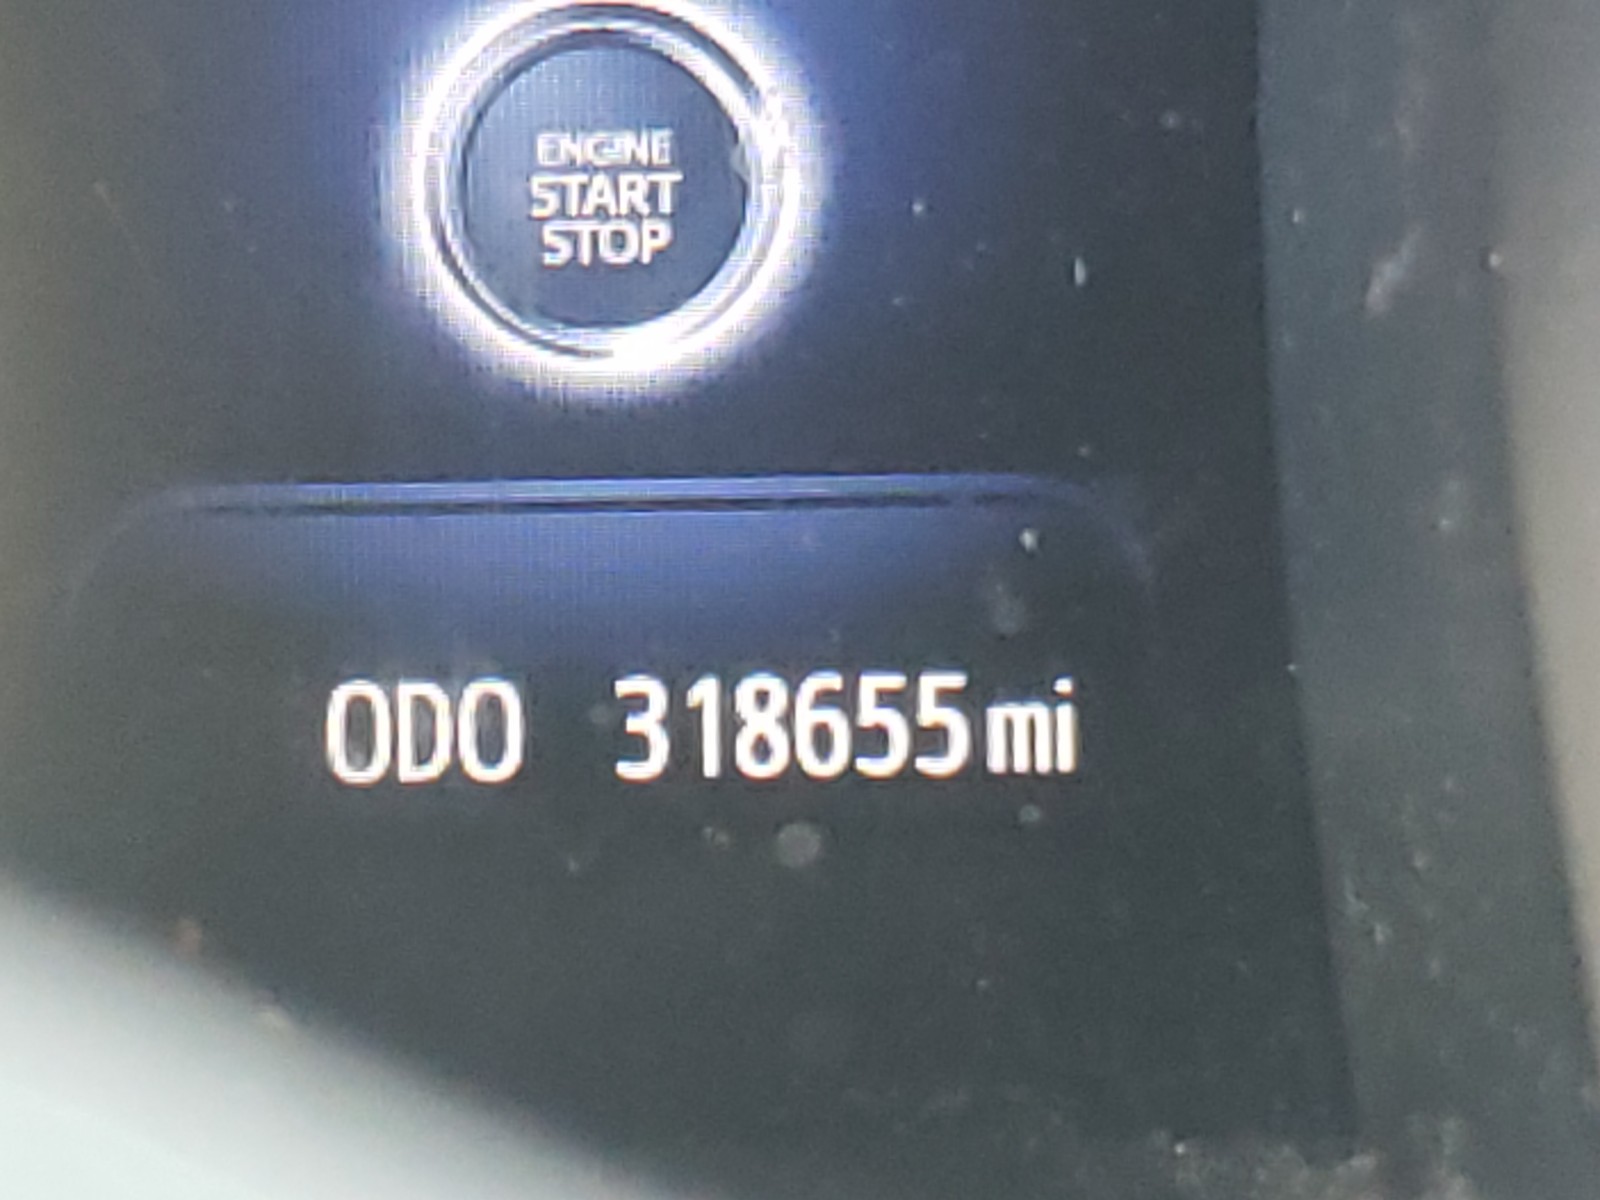 ENGINE
START
STOP
ODO 318655 mi